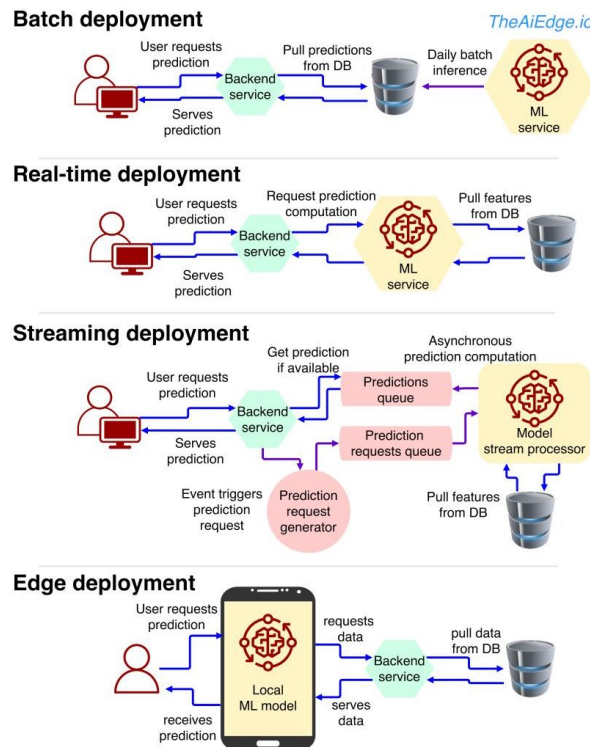 Batch deployment
TheAiEdge.io
User requests
prediction
Pull predictions
from DB
Daily batch
inference
Backend
service
Serves
prediction
ML
service
Real-time deployment
User requests
prediction
Request prediction
computation
Pull features
from DB
Backend
service
Serves
prediction
ML
service
Streaming deployment
Get prediction
if available
Asynchronous
prediction computation
User requests
prediction
Predictions
queue
Backend
service
Serves
prediction
Prediction
requests queue
Model
stream processor
Event triggers
prediction
request
Prediction
request
generator
Pull features
from DB
Edge deployment
User requests
prediction
requests
data
pull data
from DB
Backend
service
Local
ML model
receives
prediction
serves
data